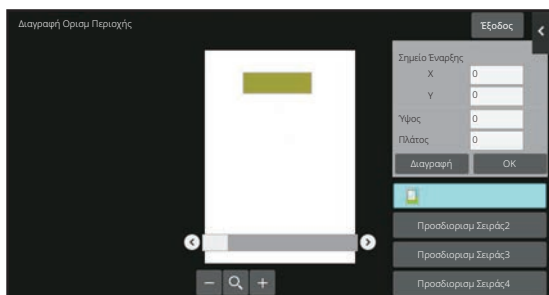 Διαγραφή Ορισμ Περιοχής
Έξοδος
Σημείο Έναρξης
X 0
Y 0
Ύψος 0
Πλάτος 0
Διαγραφή OK
Προσδιορισμ Σειράς2
Προσδιορισμ Σειράς3
Προσδιορισμ Σειράς4